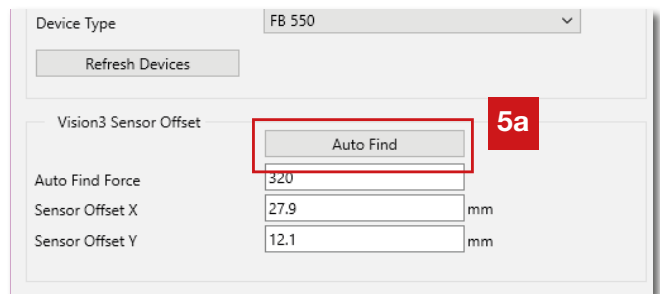 Device Type FB 550
Refresh Devices
Vision3 Sensor Offset
Auto Find
5a
Auto Find Force 320
Sensor Offset X 27.9 mm
Sensor Offset Y 12.1 mm